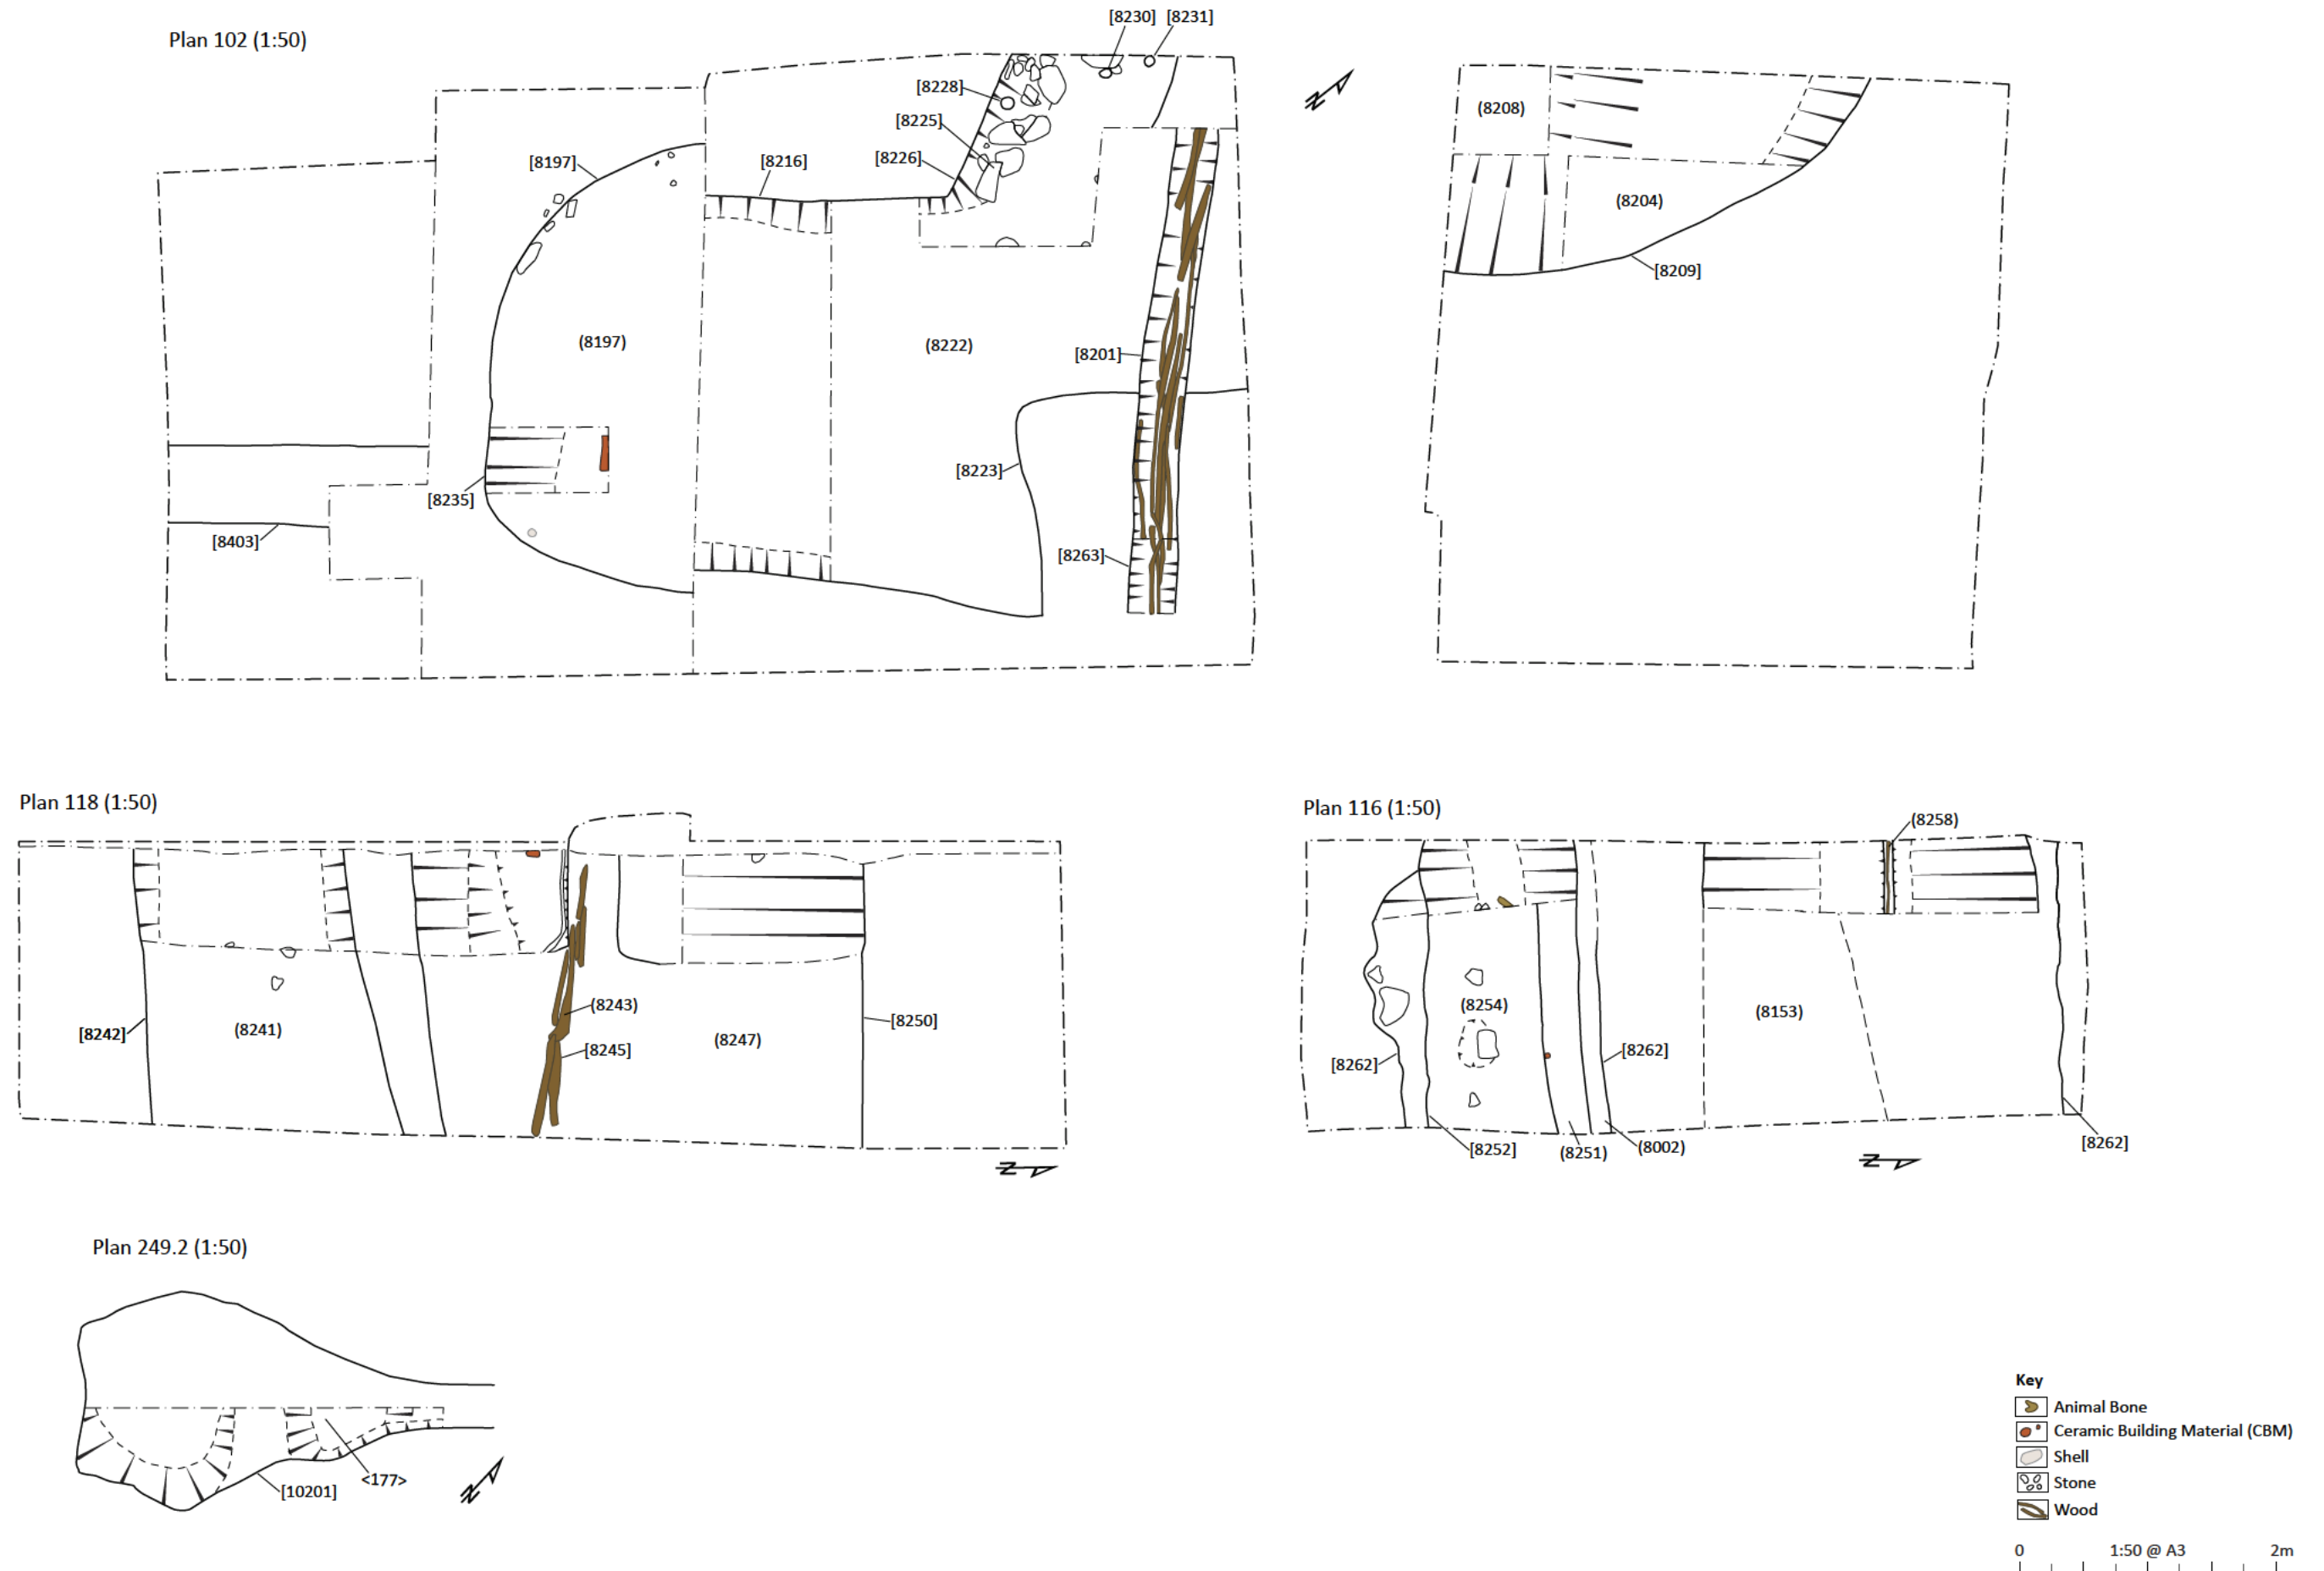 Plan 102 (1:50)
[8230] [8231]
[8228]
[8225]
[8226]
[8197]
[8216]
(8208)
(8204)
[8209]
(8197)
(8222)
[8201]
[8223]
[8235]
[8403]
[8263]
N
Plan 118 (1:50)
[8242]
(8241)
(8243)
[8245]
(8247)
[8250]
N
Plan 116 (1:50)
(8258)
(8254)
(8153)
[8262]
[8262]
[8252]
(8251)
(8002)
[8262]
N
Plan 249.2 (1:50)
<177>
[10201]
N
Key
Animal Bone
Ceramic Building Material (CBM)
Shell
Stone
Wood
0 1:50 @ A3 2m